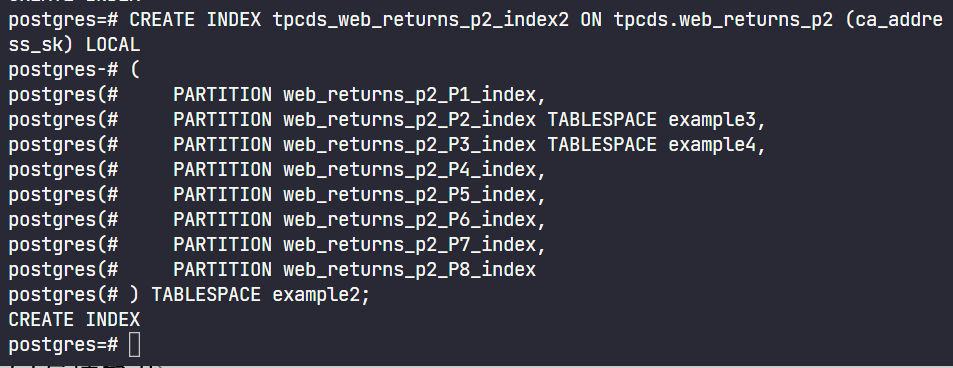 postgres=# CREATE INDEX tpcds_web_returns_p2_index2 ON tpcds.web_returns_p2 (ca_addre
ss_sk) LOCAL
postgres-# (
postgres(#     PARTITION web_returns_p2_P1_index,
postgres(#     PARTITION web_returns_p2_P2_index TABLESPACE example3,
postgres(#     PARTITION web_returns_p2_P3_index TABLESPACE example4,
postgres(#     PARTITION web_returns_p2_P4_index,
postgres(#     PARTITION web_returns_p2_P5_index,
postgres(#     PARTITION web_returns_p2_P6_index,
postgres(#     PARTITION web_returns_p2_P7_index,
postgres(#     PARTITION web_returns_p2_P8_index
postgres(# ) TABLESPACE example2;
CREATE INDEX
postgres=#